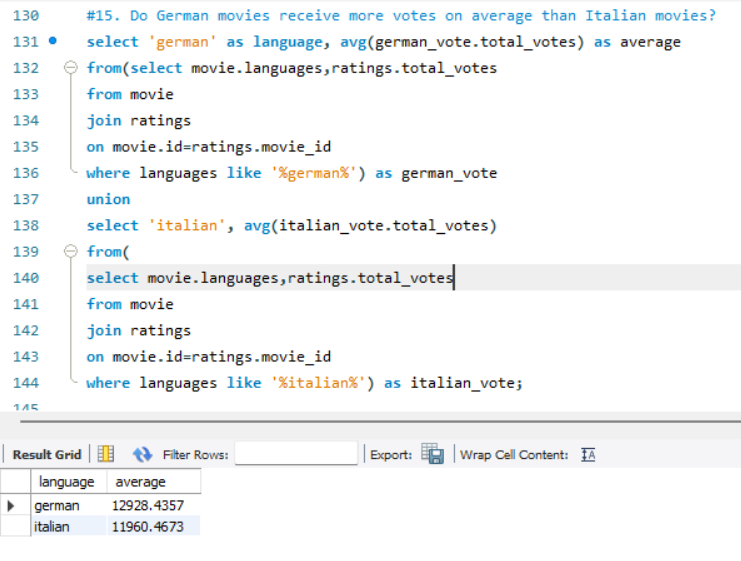 130 #15. Do German movies receive more votes on average than Italian movies?
131 select 'german' as language, avg(german_vote.total_votes) as average
132 from(select movie.languages,ratings.total_votes
133 from movie
134 join ratings
135 on movie.id=ratings.movie_id
136 where languages like '%german%') as german_vote
137 union
138 select 'italian', avg(italian_vote.total_votes)
139 from(
140 select movie.languages,ratings.total_votes
141 from movie
142 join ratings
143 on movie.id=ratings.movie_id
144 where languages like '%italian%') as italian_vote;
145
Result Grid Filter Rows: Export: Wrap Cell Content: IA
language average
german 12928.4357
italian 11960.4673